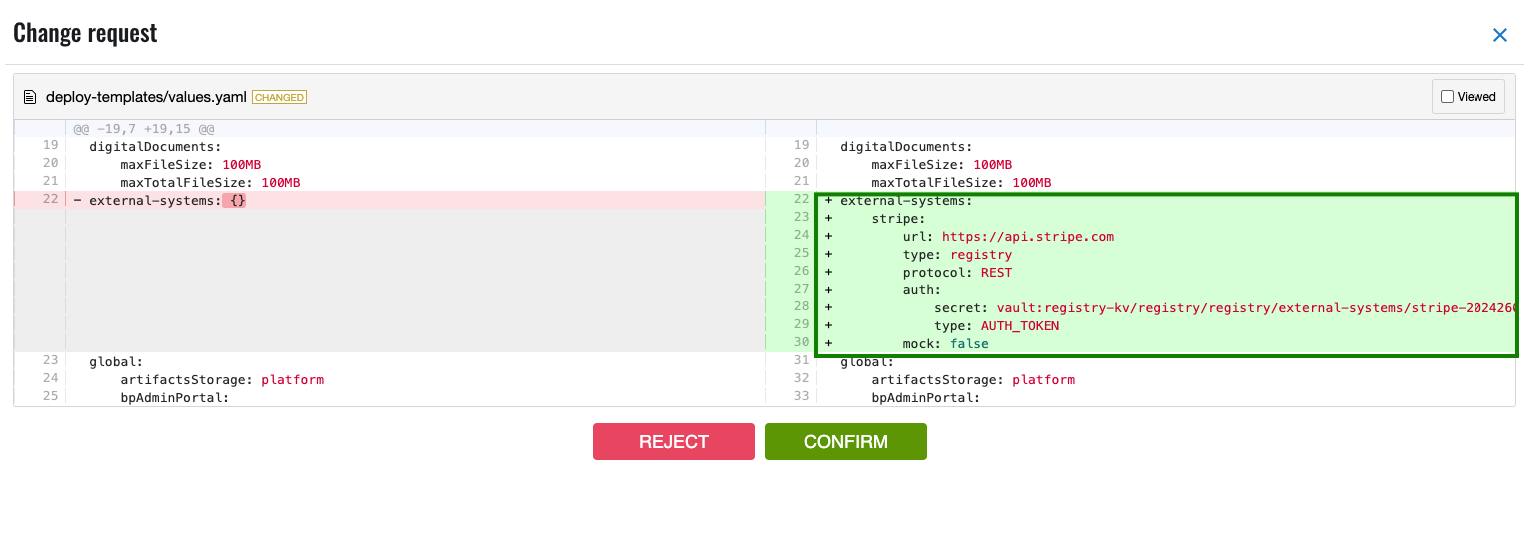 Change request
deploy-templates/values.yaml CHANGED
Viewed
@@ -19,7 +19,15 @@
19 digitalDocuments:
20 maxFileSize: 100MB
21 maxTotalFileSize: 100MB
22 - external-systems: {}
23 global:
24 artifactsStorage: platform
25 bpAdminPortal:
19 digitalDocuments:
20 maxFileSize: 100MB
21 maxTotalFileSize: 100MB
22 + external-systems:
23 + stripe:
24 + url: https://api.stripe.com
25 + type: registry
26 + protocol: REST
27 + auth:
28 + secret: vault:registry-kv/registry/registry/external-systems/stripe-202426
29 + type: AUTH_TOKEN
30 + mock: false
31 global:
32 artifactsStorage: platform
33 bpAdminPortal:
REJECT
CONFIRM